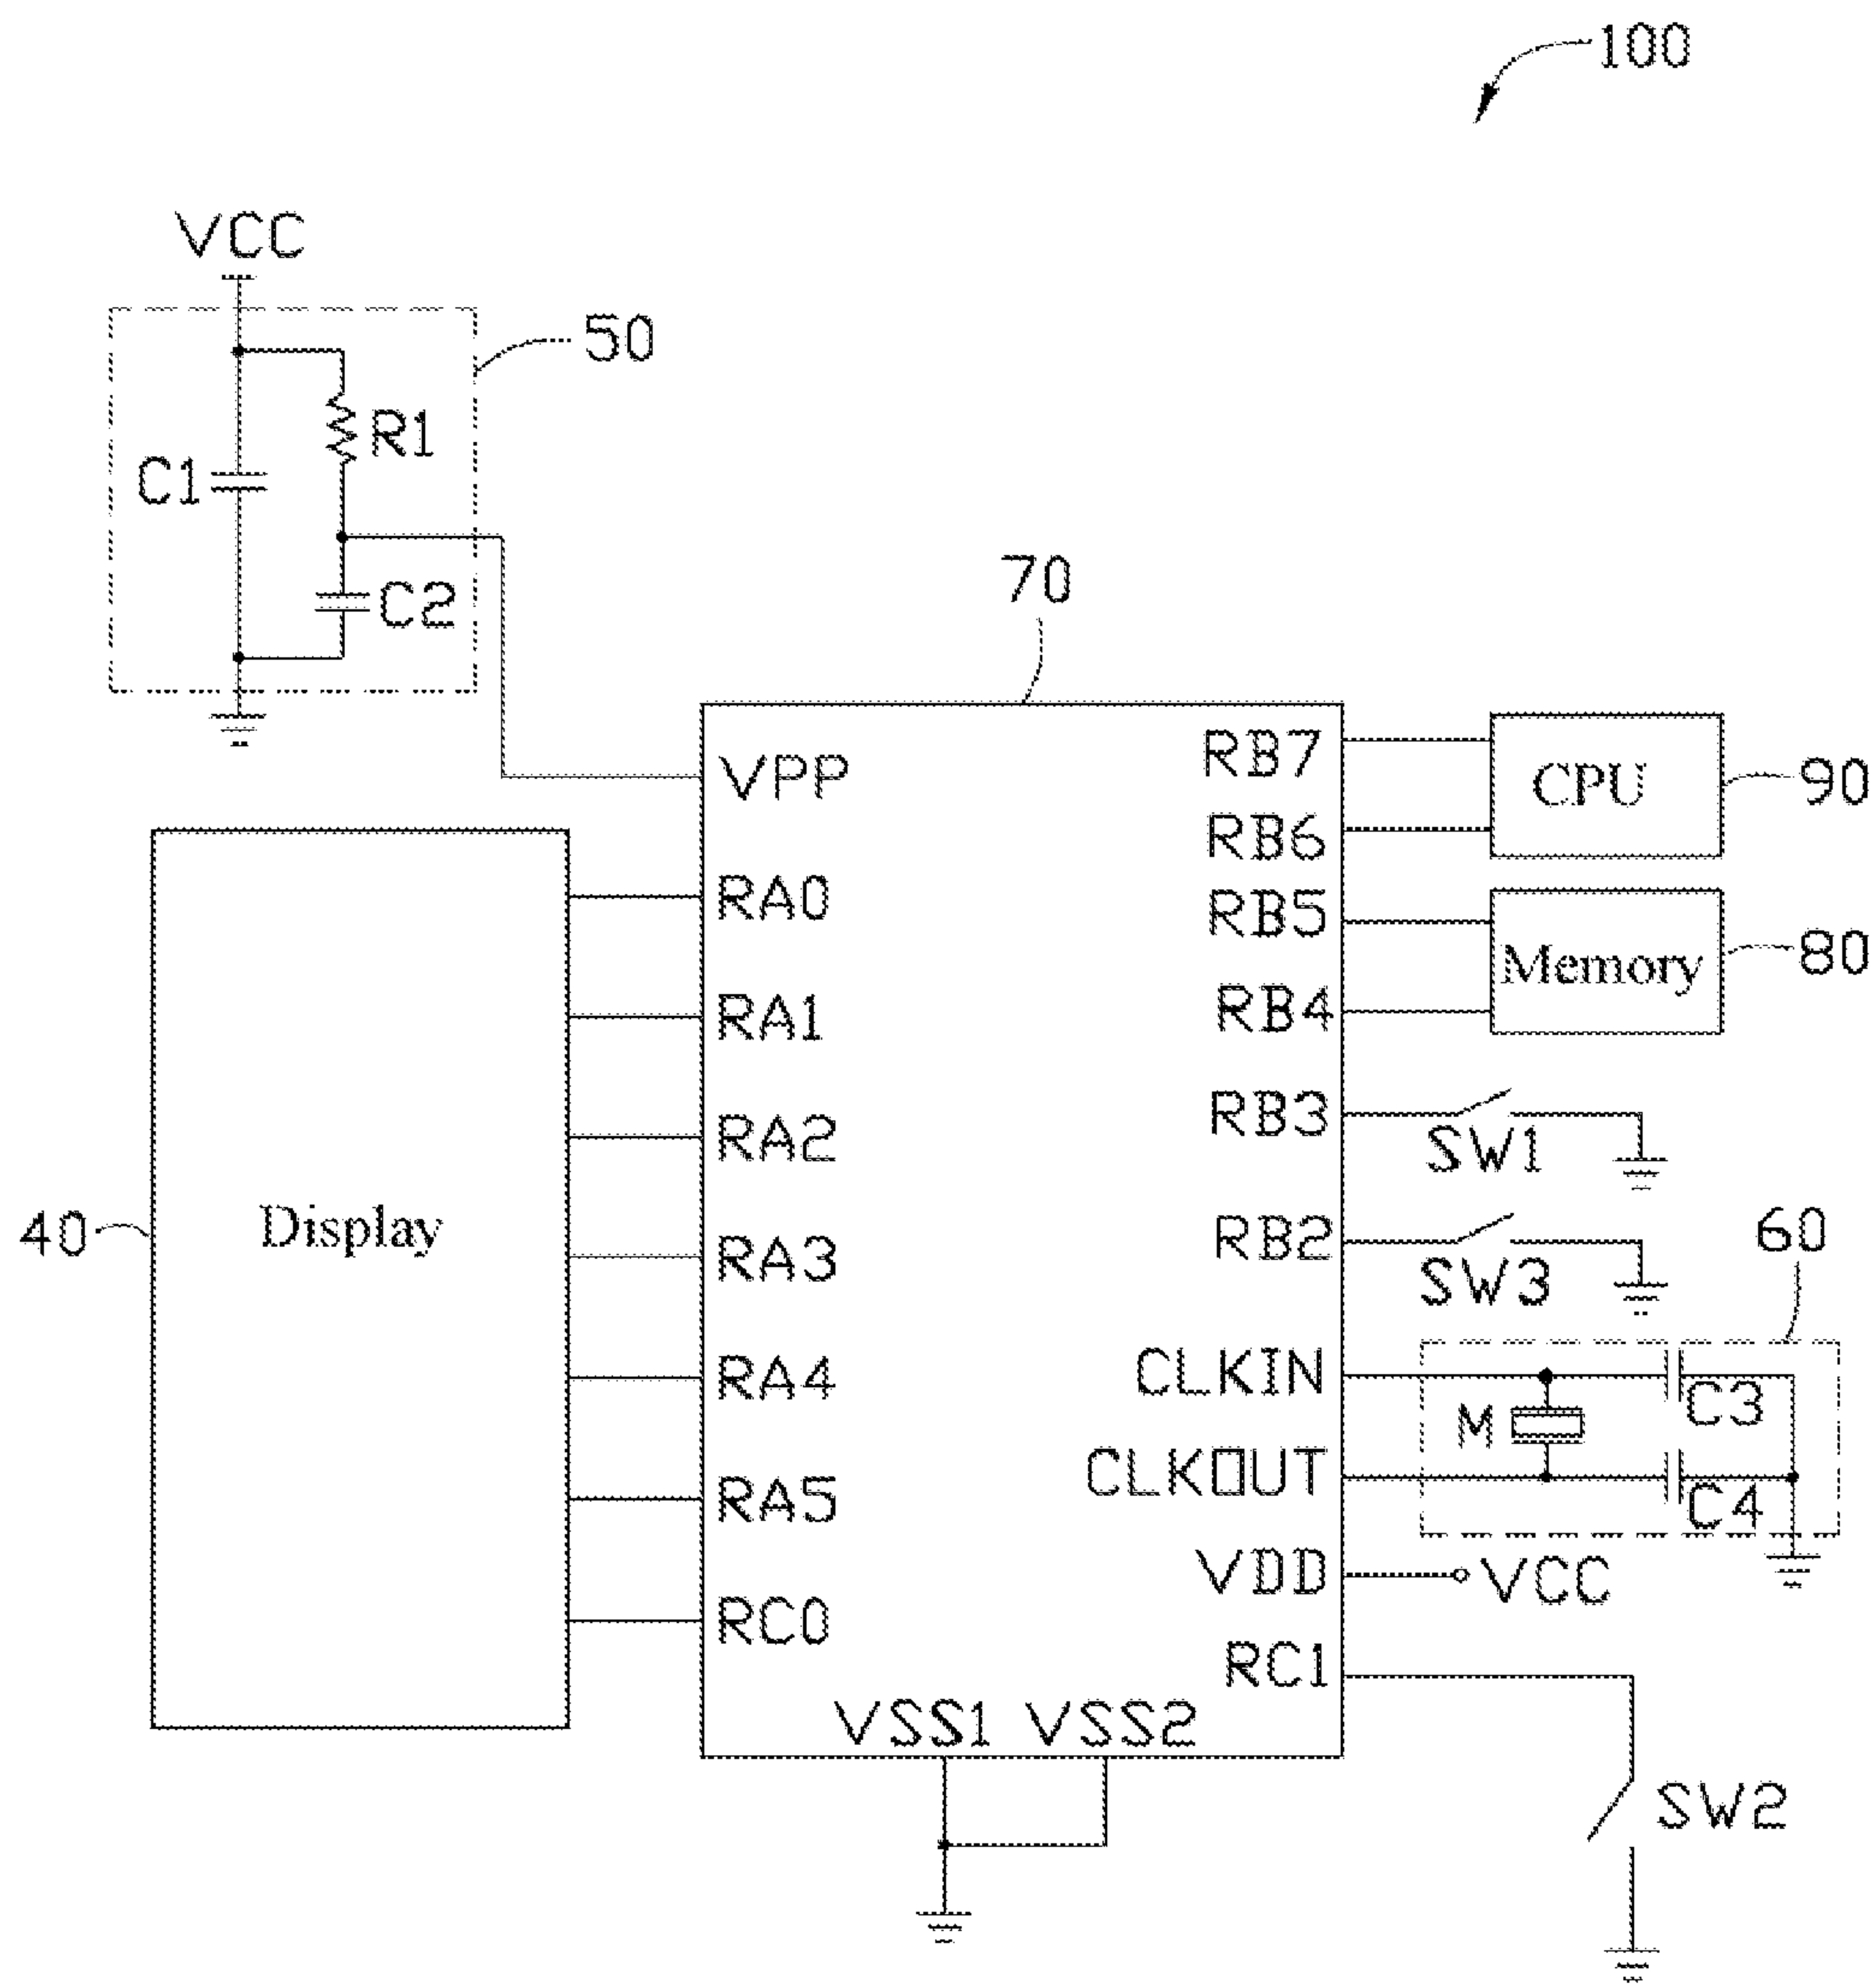 100
VCC
50
R1
C1
C2
70
VPP
RB7
CPU
90
RB6
RA0
RB5
Memory
80
RA1
RB4
RA2
RB3
SW1
40
Display
RA3
RB2
SW3
60
RA4
CLKIN
C3
M
RA5
CLKOUT
C4
VDD
VCC
RC0
RC1
VSS1 VSS2
SW2